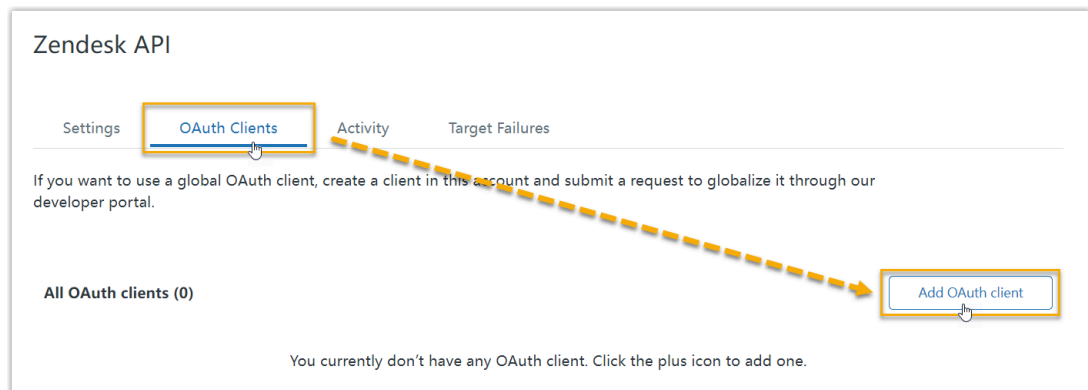 Zendesk API
Settings
OAuth Clients
Activity
Target Failures
If you want to use a global OAuth client, create a client in this account and submit a request to globalize it through our
developer portal.
All OAuth clients (0)
Add OAuth client
You currently don't have any OAuth client. Click the plus icon to add one.